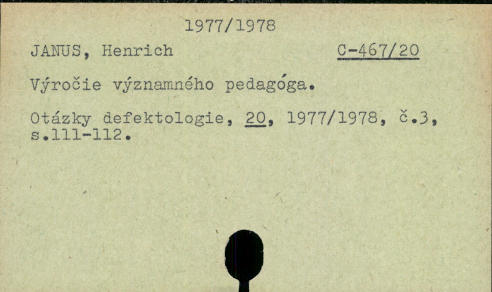 1977/1978
JANUS, Henrich C-467/20
Výročie významného pedagóga.
Otázky defektologie, 20, 1977/1978, č.3,
s.111-112.